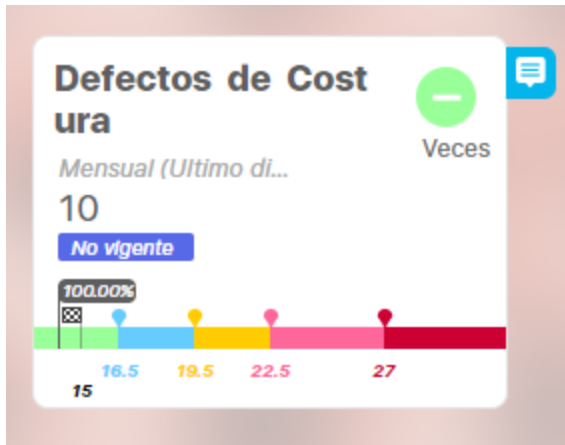 Defectos de Cost
ura
Veces
Mensual (Ultimo di...
10
No vigente
100.00%
16.5 19.5 22.5 27
15